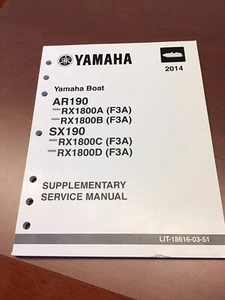 YAMAHA
2014
Yamaha Boat
AR190
RX1800A (F3A)
RX1800B (F3A)
SX190
RX1800C (F3A)
RX1800D (F3A)
SUPPLEMENTARY
SERVICE MANUAL
LIT-18616-03-51